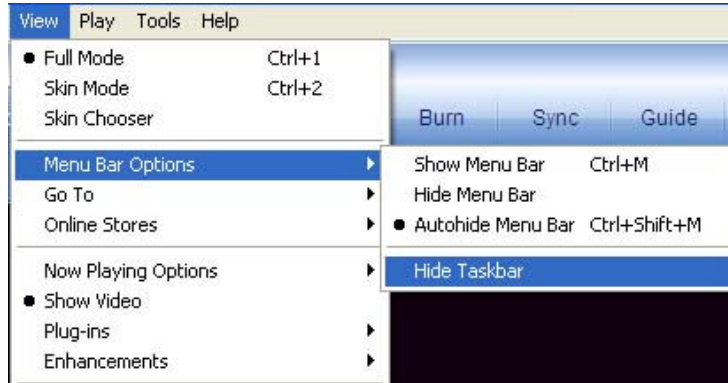 View Play Tools Help
Full Mode Ctrl+1
Skin Mode Ctrl+2
Skin Chooser
Burn Sync Guide
Menu Bar Options
Show Menu Bar Ctrl+M
Go To
Hide Menu Bar
Online Stores
Autohide Menu Bar Ctrl+Shift+M
Now Playing Options
Hide Taskbar
Show Video
Plug-ins
Enhancements